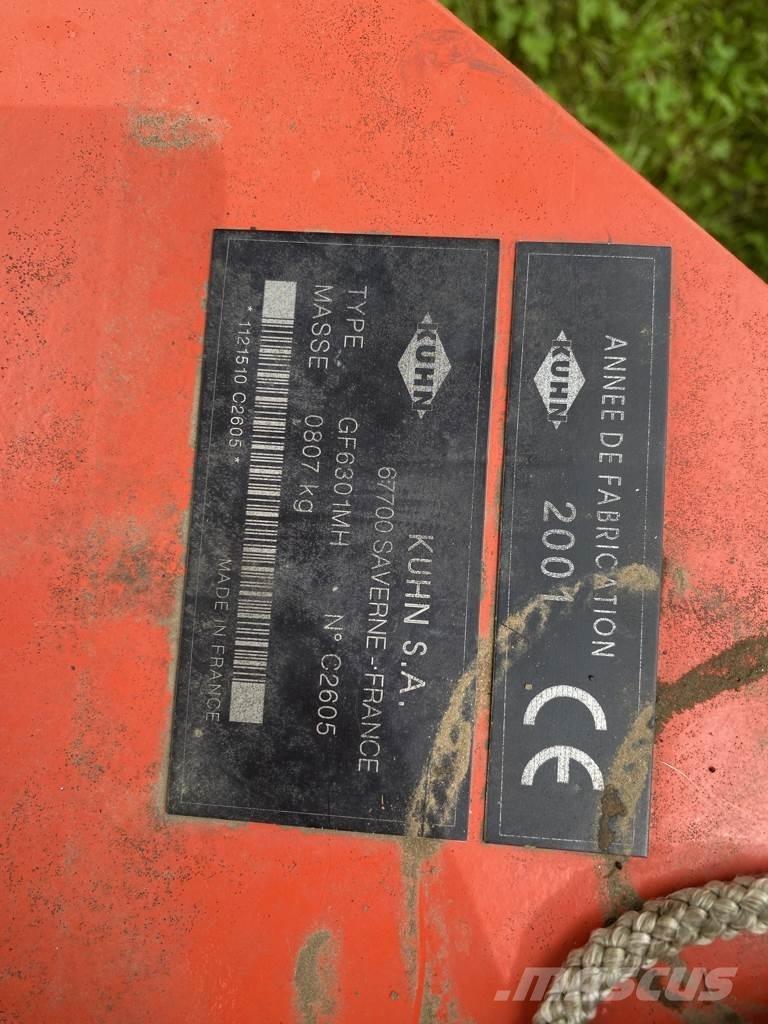 ANNEE DE FABRICATION
KUHN
2001
CE
KUHN
KUHN S.A.
67700 SAVERNE - FRANCE
TYPE GF6301MH N° C2605
MASSE 0807 kg
* 1121510 C2605 *
MADE IN FRANCE
mascus